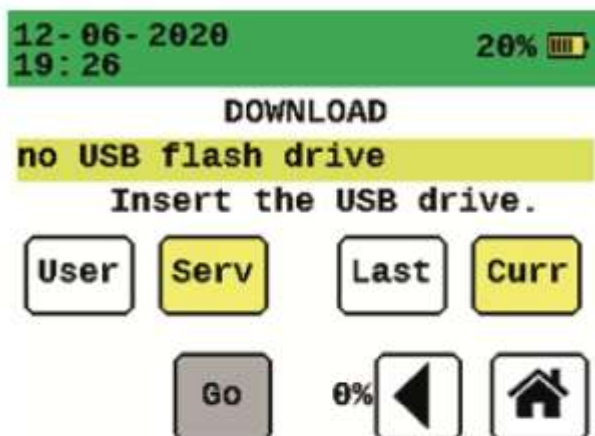 12-06-2020
20%
19:26
DOWNLOAD
no USB flash drive
Insert the USB drive.
User Serv Last Curr
Go 0%